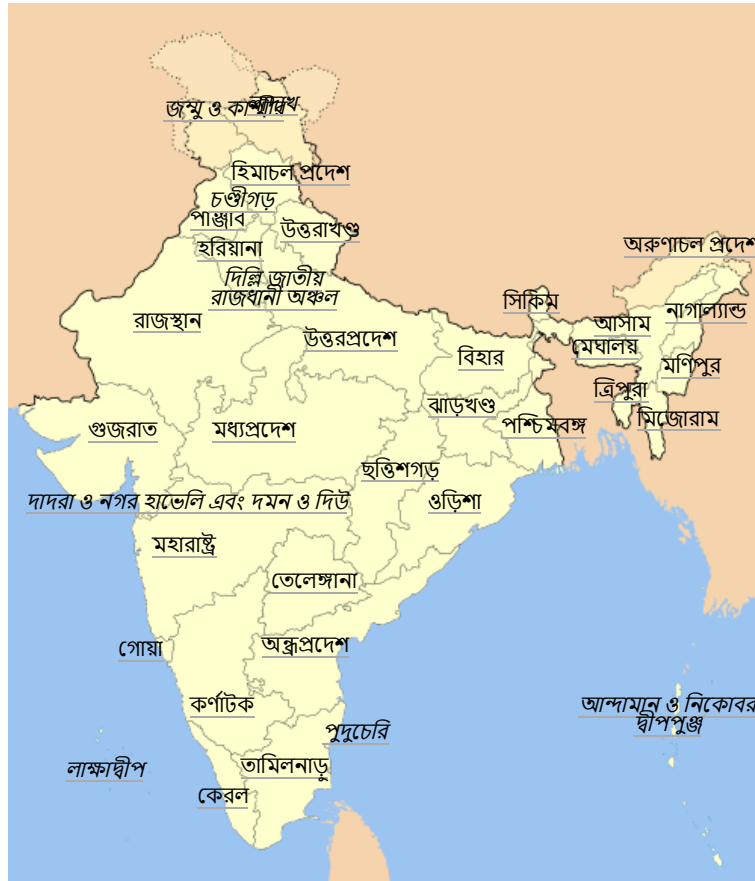 জম্মু ও কাশ্মীর
লাদাখ
হিমাচল প্রদেশ
চণ্ডীগড়
পাঞ্জাব
উত্তরাখণ্ড
হরিয়ানা
অরুণাচল প্রদেশ
দিল্লি জাতীয়
রাজধানী অঞ্চল
সিকিম
নাগাল্যান্ড
রাজস্থান
আসাম
উত্তরপ্রদেশ
মেঘালয়
বিহার
মণিপুর
ত্রিপুরা
ঝাড়খণ্ড
মিজোরাম
গুজরাত
মধ্যপ্রদেশ
পশ্চিমবঙ্গ
ছত্তিশগড়
দাদরা ও নগর হাভেলি এবং দমন ও দিউ
ওড়িশা
মহারাষ্ট্র
তেলেঙ্গানা
গোয়া
অন্ধ্রপ্রদেশ
কর্ণাটক
আন্দামান ও নিকোবর
দ্বীপপুঞ্জ
পুদুচেরি
লাক্ষাদ্বীপ
তামিলনাড়ু
কেরল